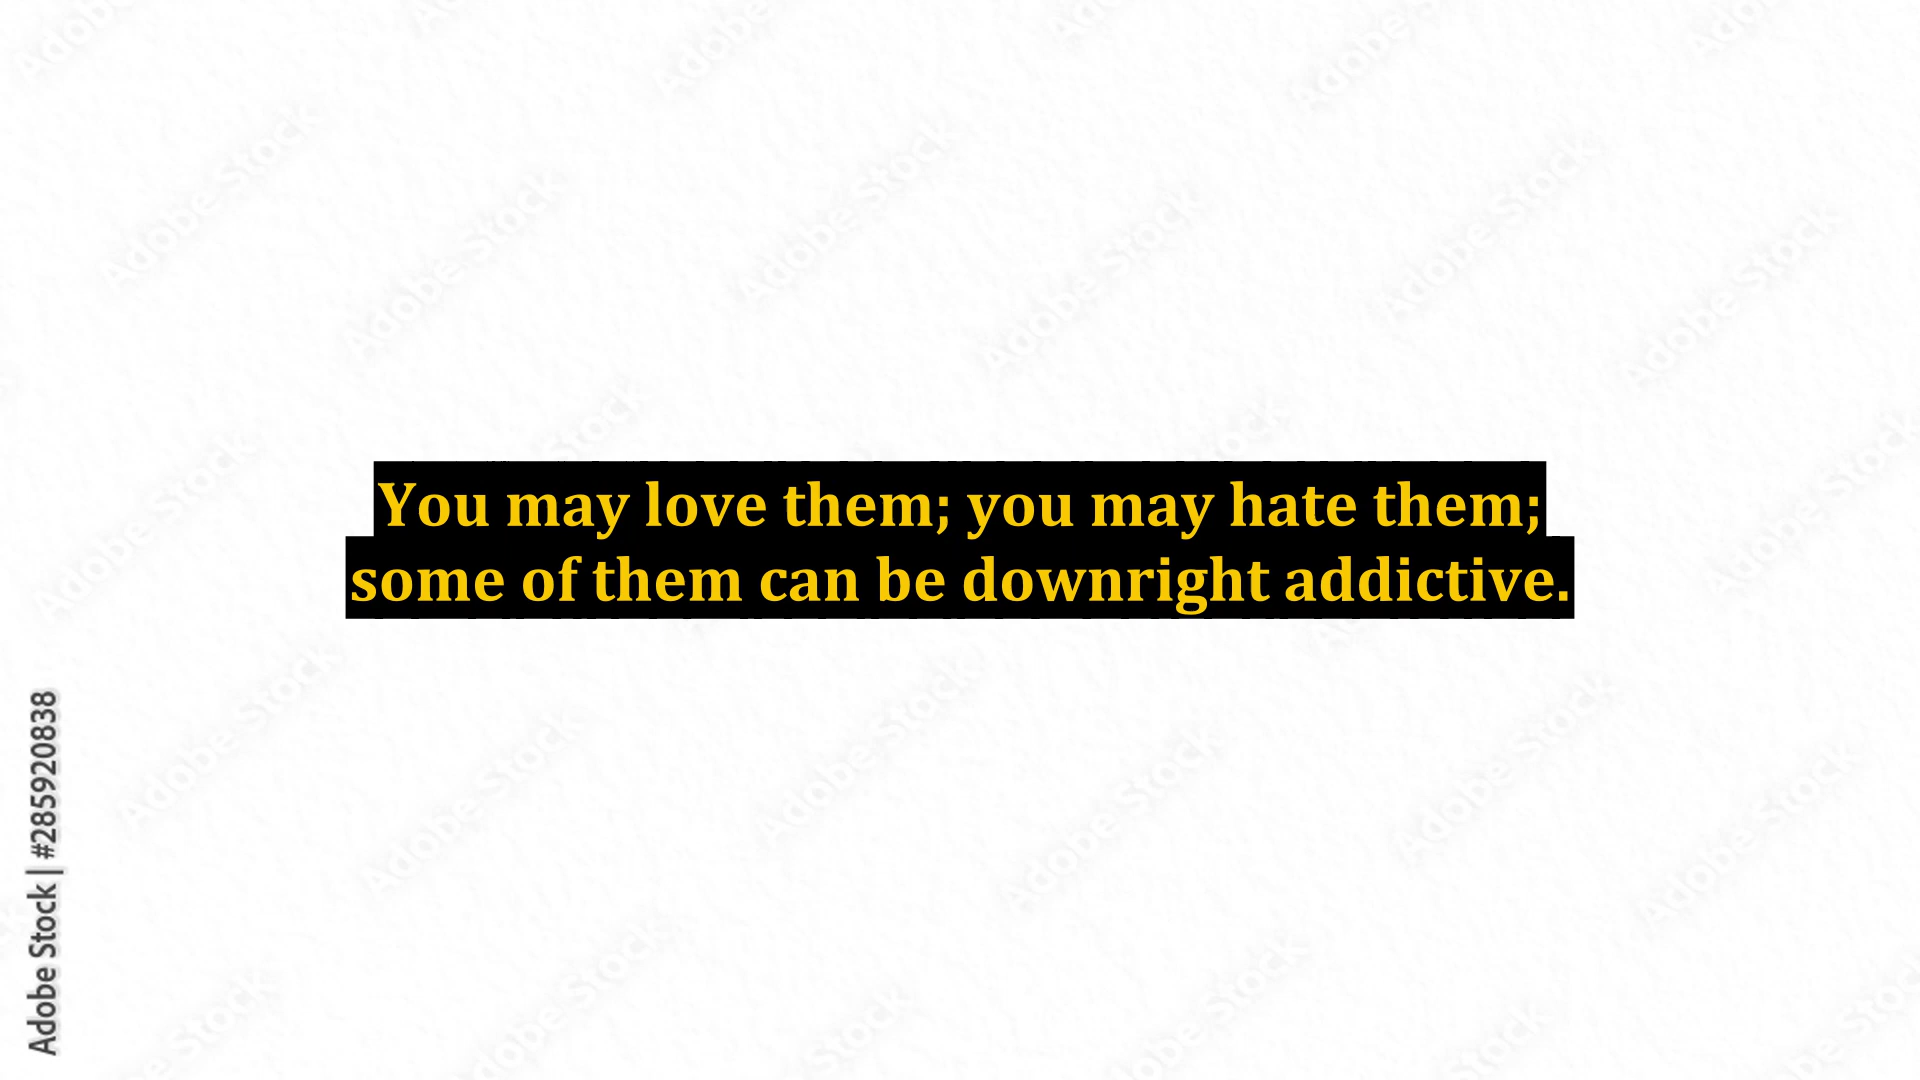 You may love them; you may hate them;
some of them can be downright addictive.
Adobe Stock | #285920838